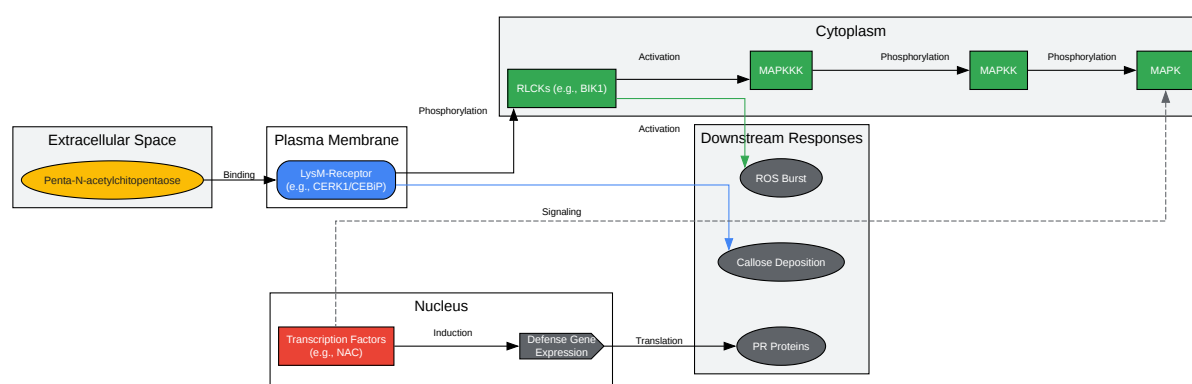 Cytoplasm
RLCKs (e.g., BIK1)
Activation
MAPKKK
Phosphorylation
MAPKK
Phosphorylation
MAPK
Phosphorylation
Activation
Extracellular Space
Penta-N-acetylchitopentaose
Binding
Plasma Membrane
LysM-Receptor
(e.g., CERK1/CEBiP)
Downstream Responses
ROS Burst
Signaling
Callose Deposition
Nucleus
Transcription Factors
(e.g., NAC)
Induction
Defense Gene
Expression
Translation
PR Proteins